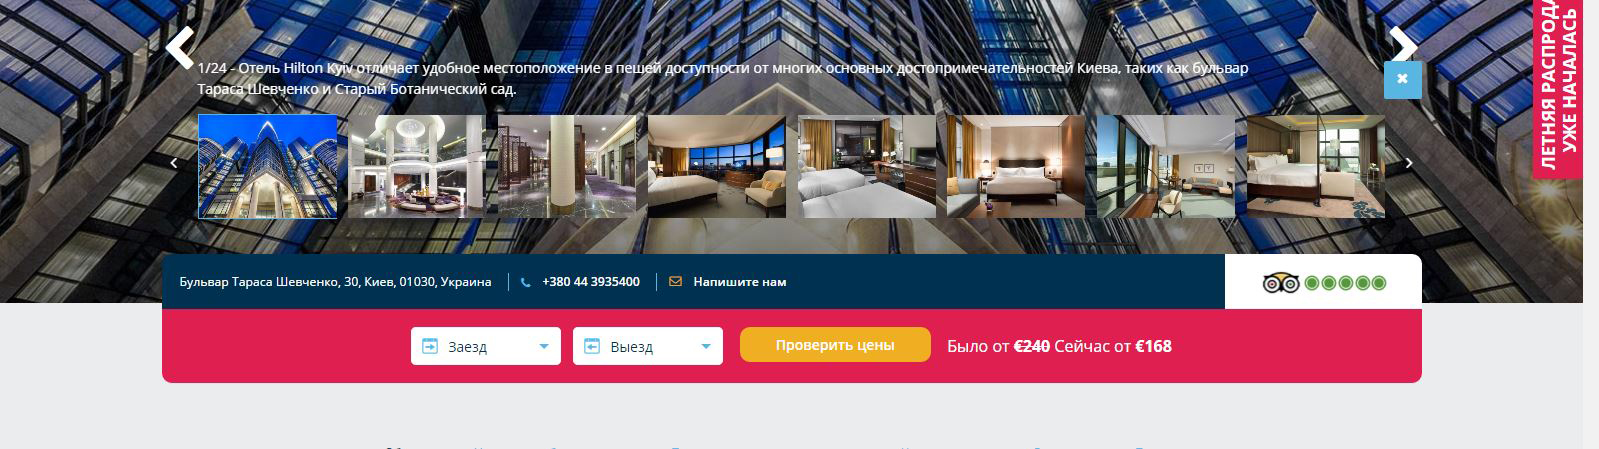 1/24 - Отель Hilton Kyiv отличает удобное местоположение в пешей доступности от многих основных достопримечательностей Киева, таких как бульвар
Тараса Шевченко и Старый Ботанический сад.
ЛЕТНЯЯ РАСПРОДА
УЖЕ НАЧАЛАСЬ
Бульвар Тараса Шевченко, 30, Киев, 01030, Украина
+380 44 3935400
Напишите нам
Заезд
Выезд
Проверить цены
Было от €240 Сейчас от €168